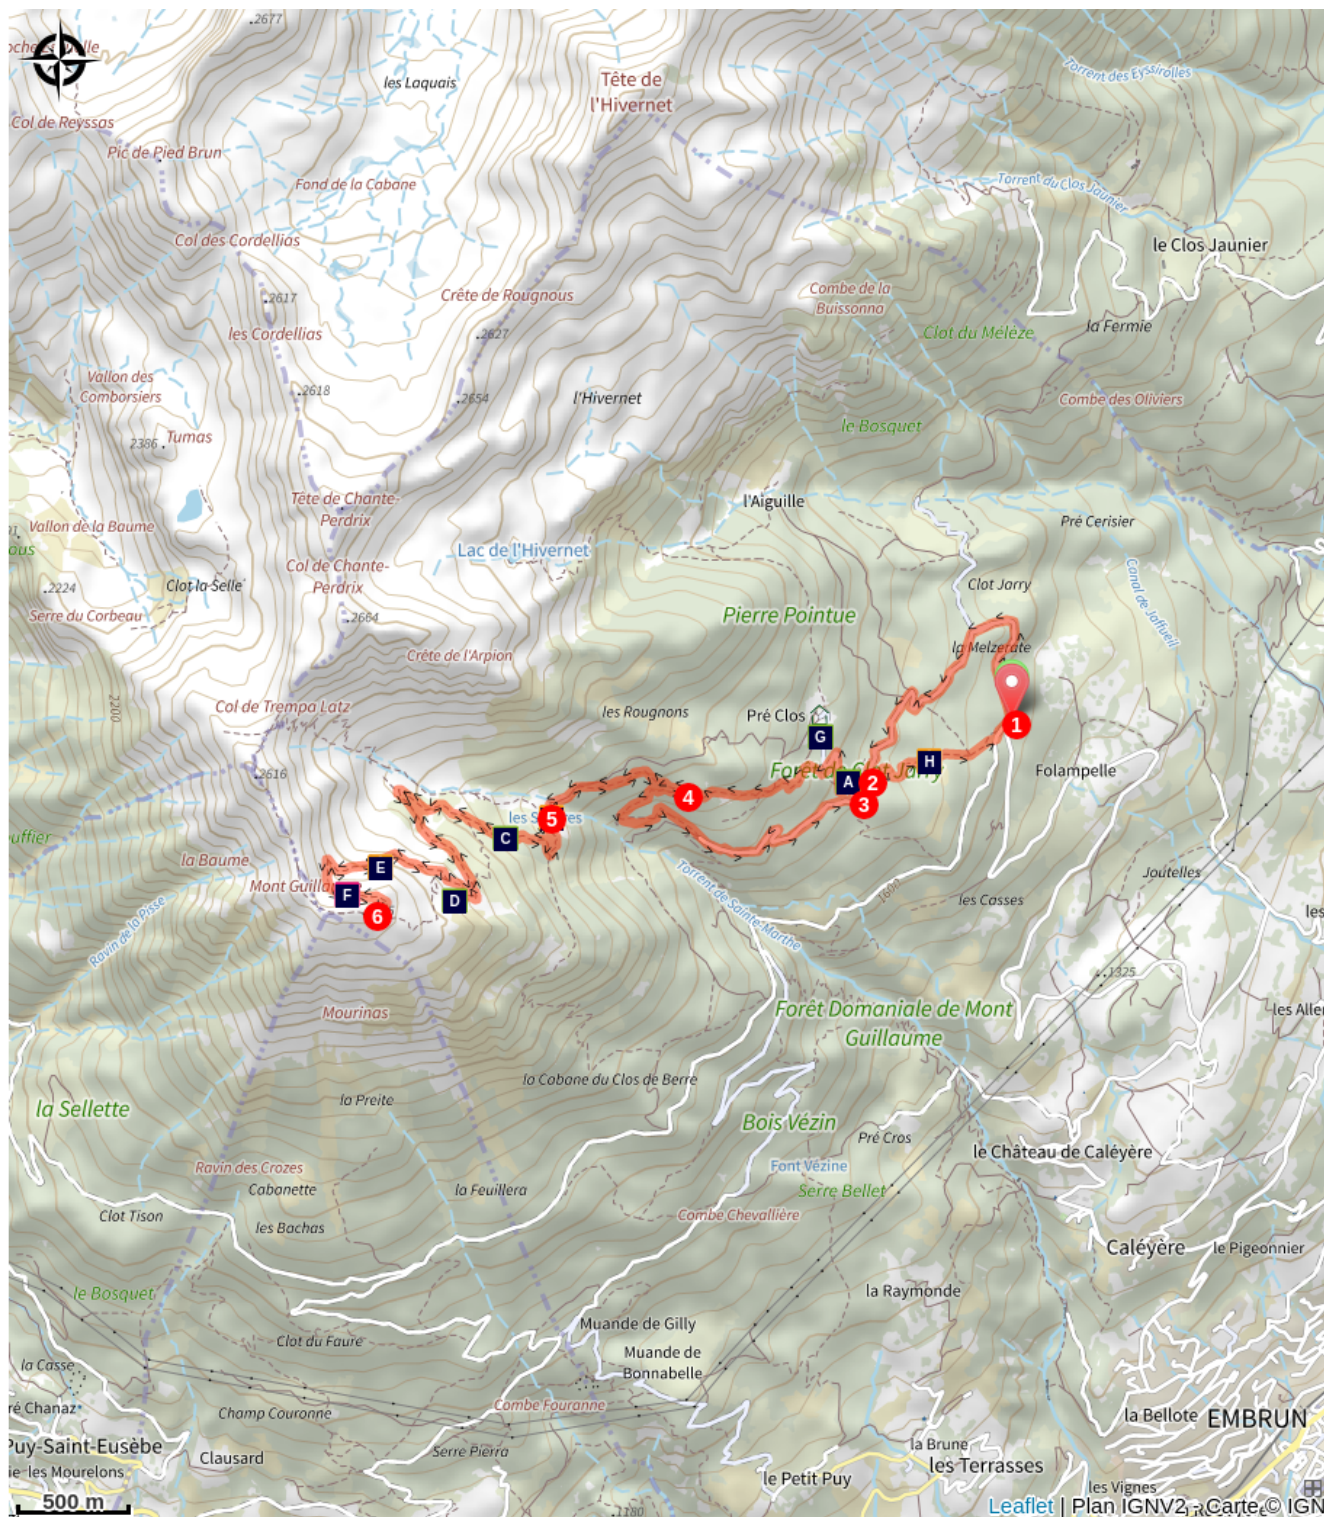 2677
les Laquais
Tête de
l'Hivernet
Torrent des Eyssirolles
Col de Reyssas
Pic de Pied Brun
Fond de la Cabane
Torrent du Clos Jaunier
Col des Cordellias
le Clos Jaunier
2617
Crête de Rougnous
Combe de la
Buissonna
les Cordellias
2627
Clot du Mélèze
la Fermie
Vallon des
Comborsiers
2618
2654
l'Hivernet
Combe des Oliviers
2386
Tumas
le Bosquet
Tête de Chante-
Perdrix
l'Aiguille
Vallon de la Baume
Pré Cerisier
Lac de l'Hivernet
Col de Chante-
Perdrix
2224
Clot la Selle
Clot Jarry
Canal de Jaffueil
Serre du Corbeau
2664
Pierre Pointue
Crête de l'Arpion
la Melzerate
2200
Col de Trempa Latz
les Rougnons
Pré Clos
1
G
H
2616
Folampelle
A
2
3
4
5
C
la Baume
E
D
F
6
Joutelles
1600
les Casses
Ravin de la Pisse
Torrent de Sainte-Marthe
1325
Mourinas
Forêt Domaniale de Mont
Guillaume
la Cabane du Clos de Berre
la Sellette
la Preite
Bois Vézin
Pré Cros
le Château de Caléyère
Ravin des Crozes
Cabanette
la Feuillera
Font Vézine
Serre Bellet
Clot Tison
les Bachas
Combe Chevallière
Caléyère
le Pigeonnier
le Bosquet
la Raymonde
Clot du Faure
Muande de Gilly
Muande de
Bonnabelle
la Casse
Champ Couronne
Combe Fouranne
la Bellote
EMBRUN
Puy-Saint-Eusèbe
Clausard
Serre Pierra
la Brune
les Terrasses
le Petit Puy
les Vignes
500 m
1180
Leaflet | Plan IGNV2 - Carte © IGN